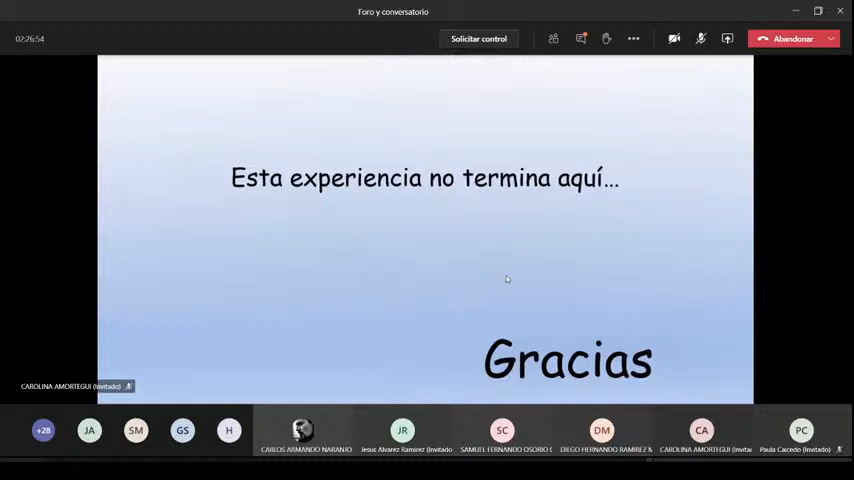 Foro y conversatorio
02:26:54
Solicitar control
Abandonar
Esta experiencia no termina aquí...
Gracias
CAROLINA AMORTEGUI (Invitado)
+28
JA
SM
GS
H
JR
SC
DM
CA
PC
CARLOS ARMANDO NARANJO
Jesus Alvarez Ramirez (Invitado
SAMUEL FERNANDO OSORIO
DIEGO HERNANDO RAMIREZ
CAROLINA AMORTEGUI (Invitad
Paula Caicedo (Invitado)